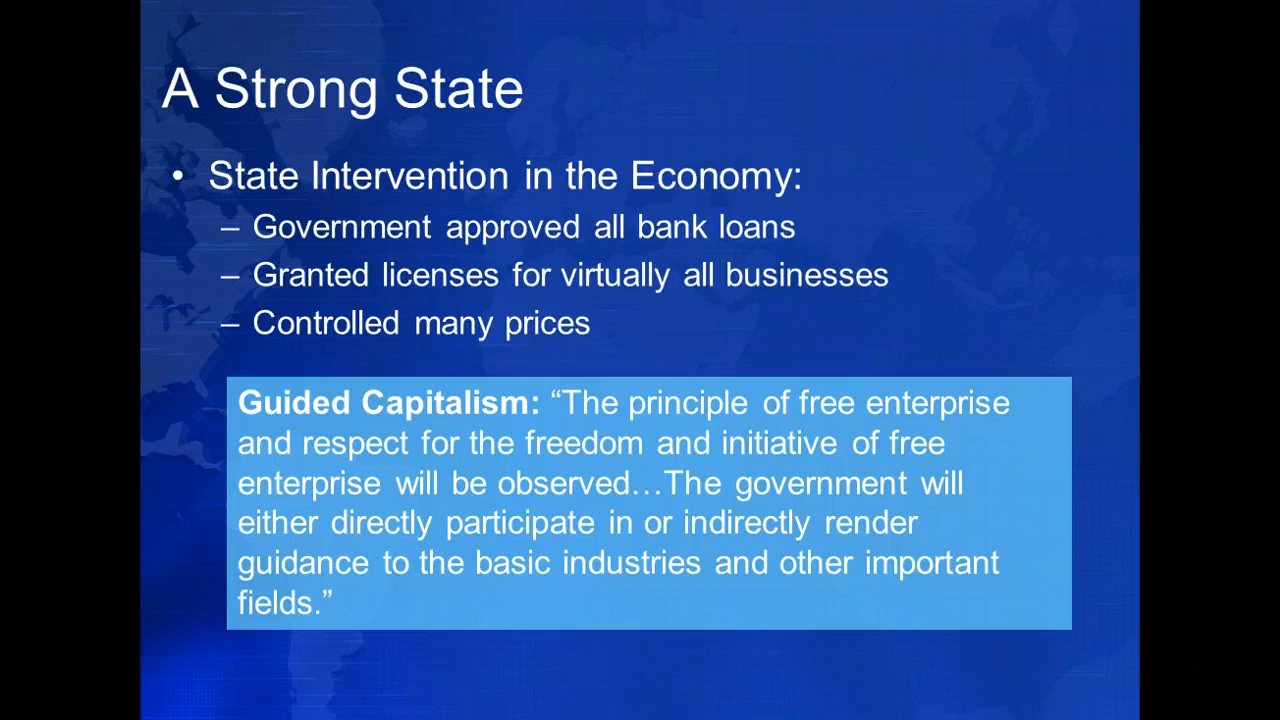 A Strong State
• State Intervention in the Economy:
– Government approved all bank loans
– Granted licenses for virtually all businesses
– Controlled many prices
Guided Capitalism: “The principle of free enterprise
and respect for the freedom and initiative of free
enterprise will be observed…The government will
either directly participate in or indirectly render
guidance to the basic industries and other important
fields.”